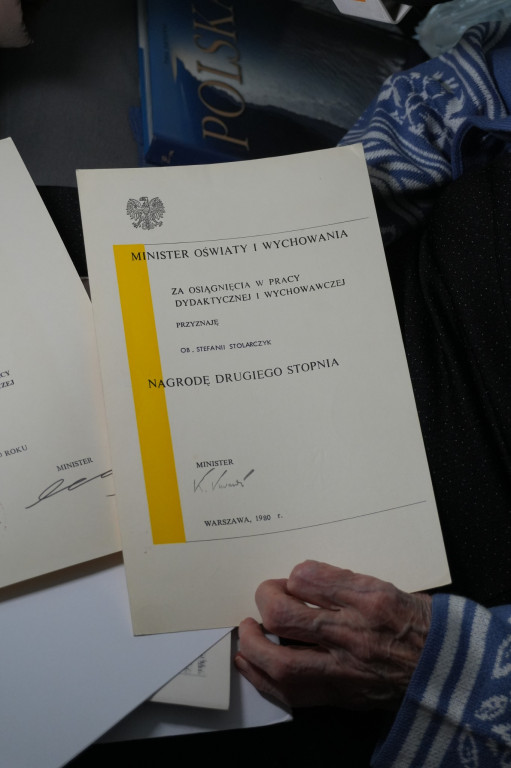 POLSKA
MINISTER OŚWIATY I WYCHOWANIA
ZA OSIĄGNIĘCIA W PRACY
DYDAKTYCZNEJ I WYCHOWAWCZEJ
PRZYZNAJĘ
OB. STEFANII STOLARCZYK
NAGRODĘ DRUGIEGO STOPNIA
MINISTER
WARSZAWA, 1980 r.
ROKU
MINISTER